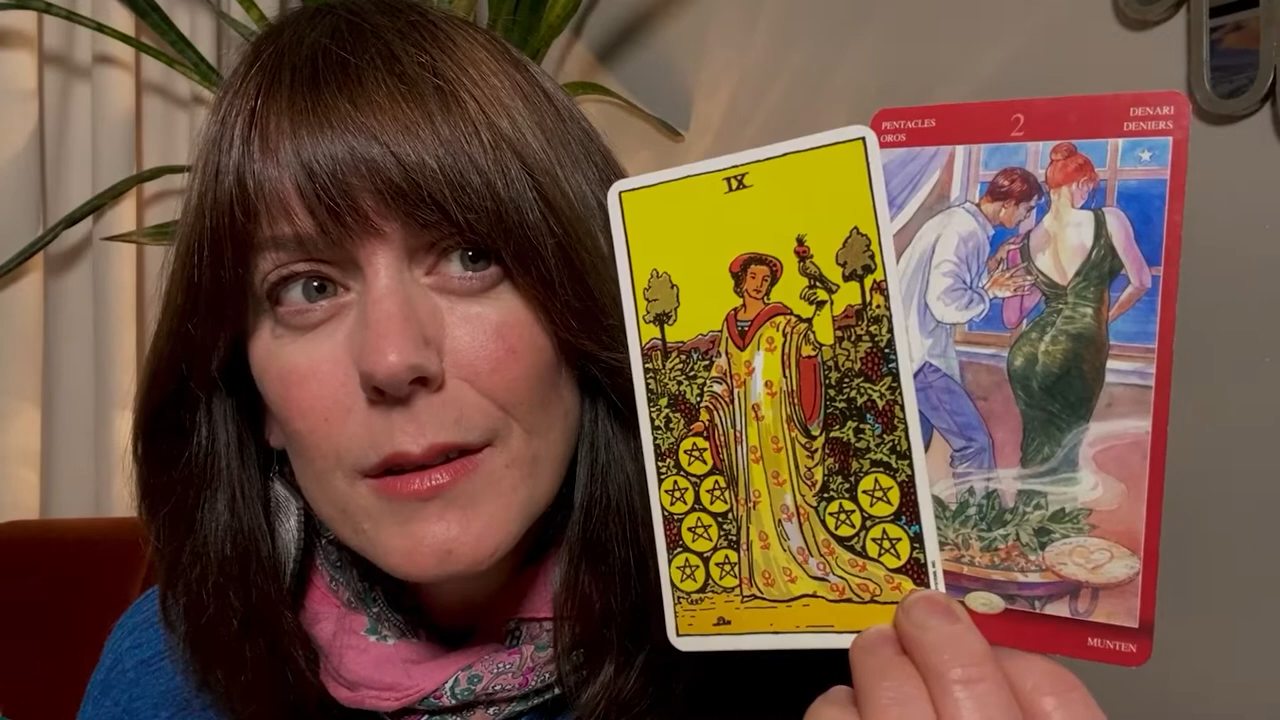 IX
PENTACLES
OROS
2
DENARI
DENIERS
MUNTEN